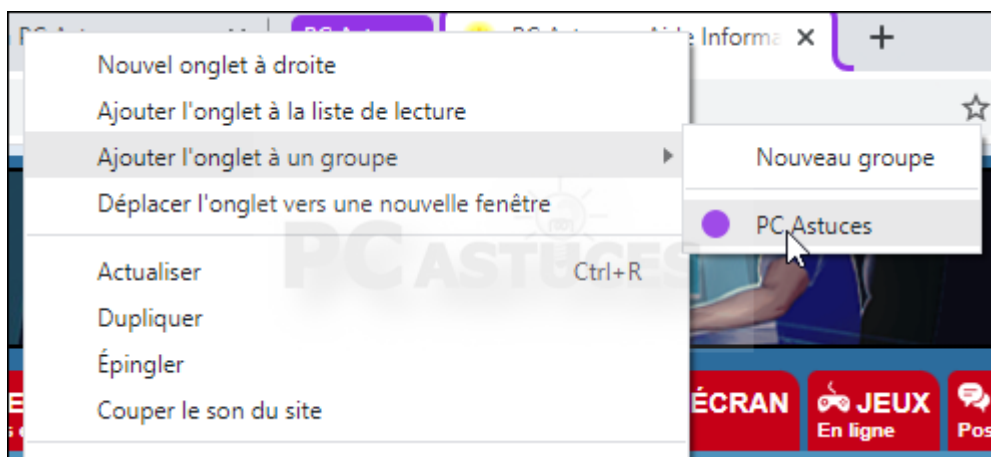 Informa
Nouvel onglet à droite
Ajouter l'onglet à la liste de lecture
Ajouter l'onglet à un groupe
Nouveau groupe
Déplacer l'onglet vers une nouvelle fenêtre
PC Astuces
PC ASTUCES
Actualiser Ctrl+R
Dupliquer
Épingler
Couper le son du site
ÉCRAN
JEUX
En ligne
Pos